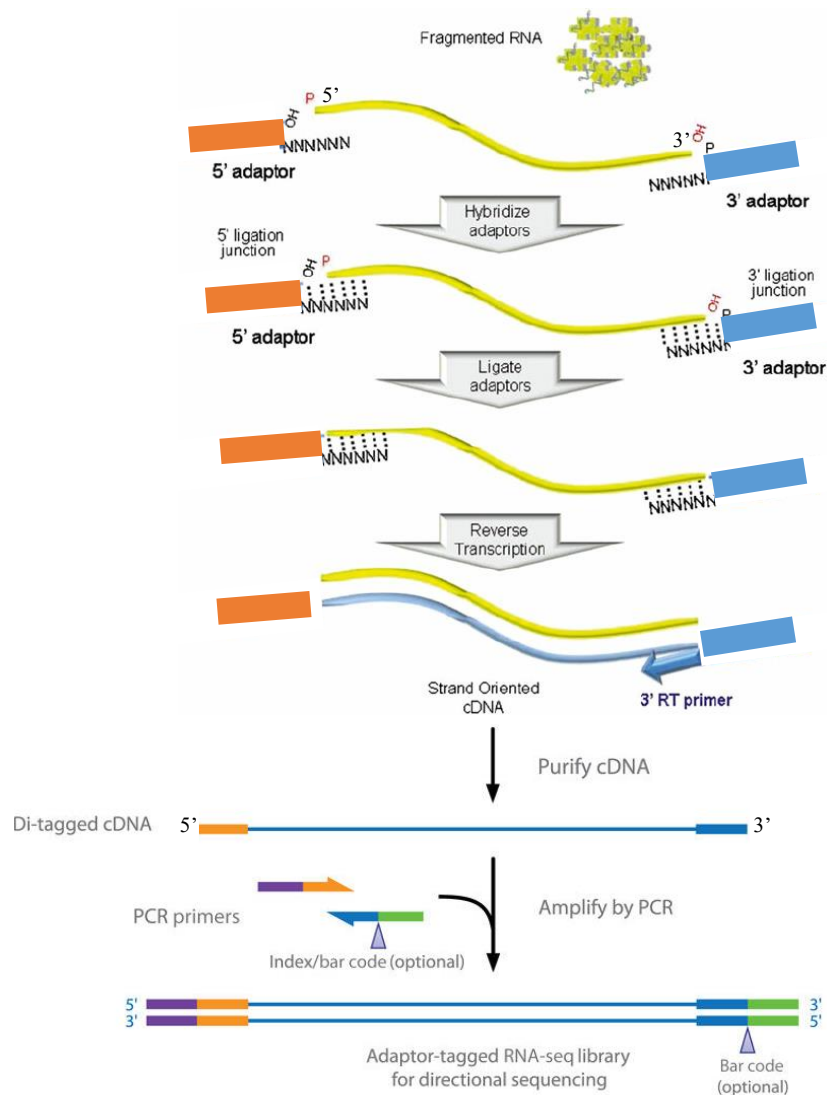 Fragmented RNA
P 5’
OH
NNNNNN
5’ adaptor
3’ OH
P
NNNNNN
3’ adaptor
Hybridize
adaptors
5’ ligation
junction
OH P
NNNNNN
5’ adaptor
3’ ligation
junction
OH
P
NNNNNN
3’ adaptor
Ligate
adaptors
NNNNNN
NNNNNN
Reverse
Transcription
Strand Oriented
cDNA
3’ RT primer
Purify cDNA
Di-tagged cDNA 5’ 3’
PCR primers
Index/bar code (optional)
Amplify by PCR
5' 3'
3' 5'
Adaptor-tagged RNA-seq library
for directional sequencing
Bar code
(optional)